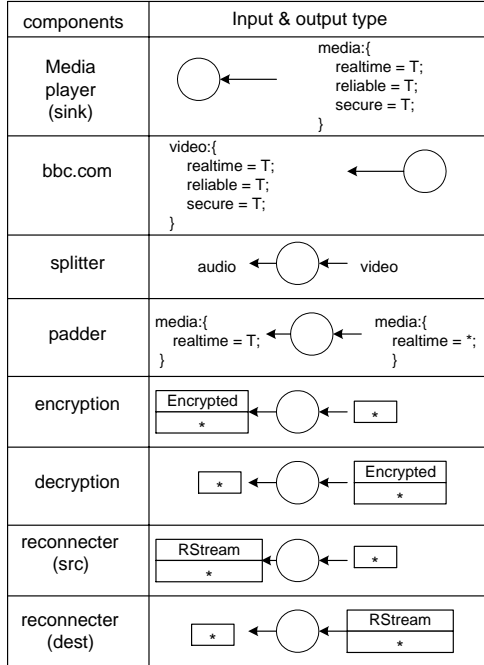 components
Input & output type
Media
player
(sink)
media:{
realtime = T;
reliable = T;
secure = T;
}
bbc.com
video:{
realtime = T;
reliable = T;
secure = T;
}
splitter
audio
video
padder
media:{
realtime = T;
}
media:{
realtime = *;
}
encryption
Encrypted
*
*
decryption
*
Encrypted
*
reconnecter
(src)
RStream
*
*
reconnecter
(dest)
*
RStream
*